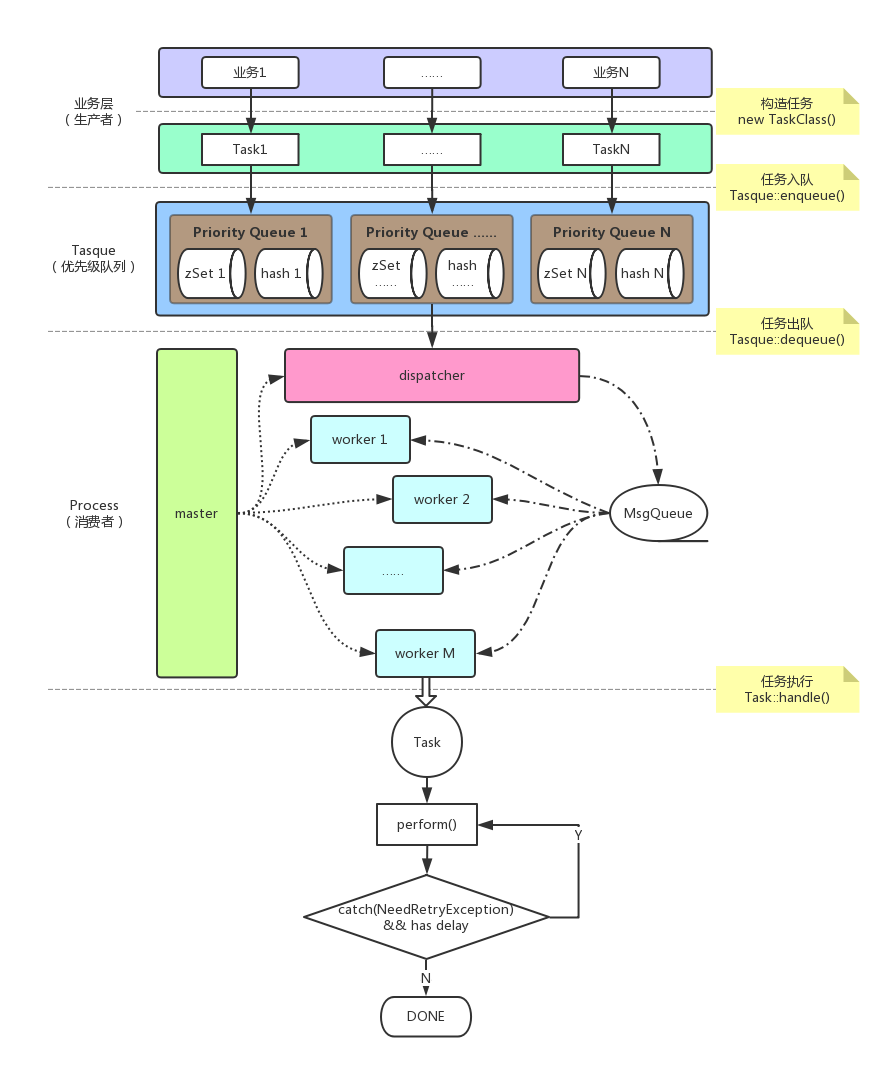 业务1
……
业务N
业务层
（生产者）
构造任务
new TaskClass()
Task1
……
TaskN
任务入队
Tasque::enqueue()
Tasque
（优先级队列）
Priority Queue 1
zSet 1
hash 1
Priority Queue ……
zSet
……
hash
……
Priority Queue N
zSet N
hash N
任务出队
Tasque::dequeue()
Process
（消费者）
master
dispatcher
worker 1
worker 2
……
worker M
MsgQueue
任务执行
Task::handle()
Task
perform()
Y
catch(NeedRetryException)
&& has delay
N
DONE